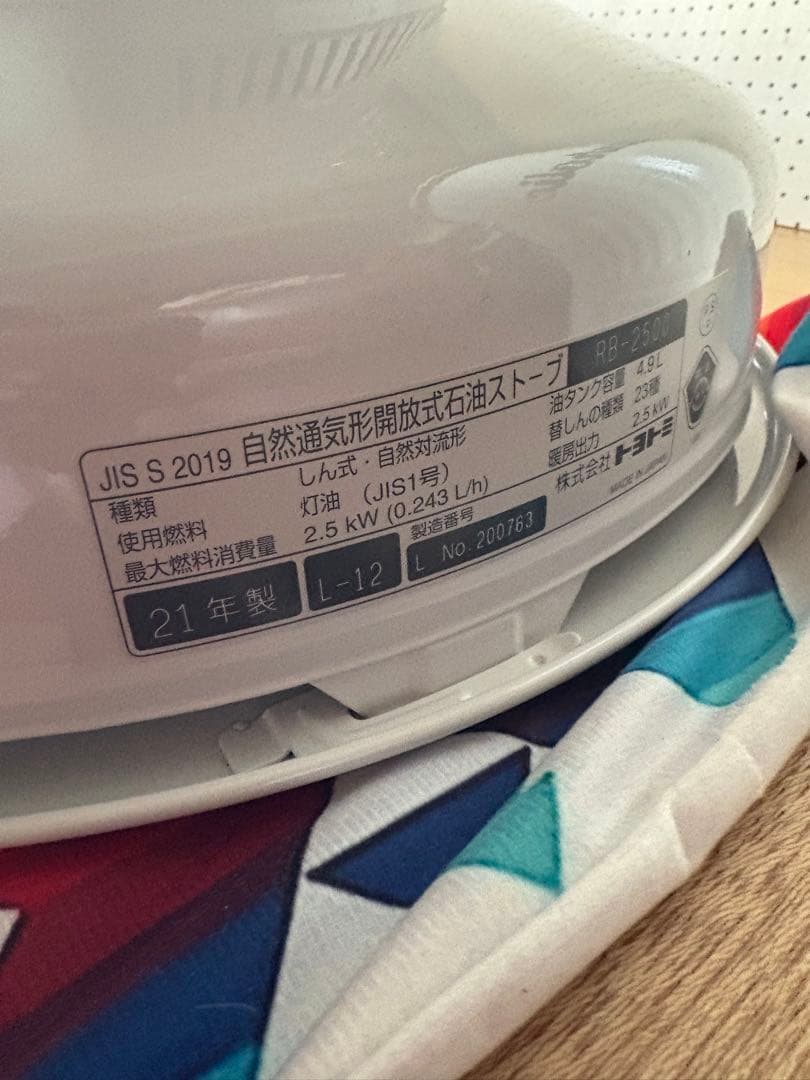 JIS S 2019 自然通気形開放式石油ストーブ RB-2500
種類 しん式・自然対流形
使用燃料 灯油 (JIS1号)
最大燃料消費量 2.5 kW (0.243 L/h)
油タンク容量 4.9L
替しんの種類 23種
暖房出力 2.5 kW
株式会社トヨトミ
MADE IN JAPAN
21 年製 L-12
製造番号
L No.200763